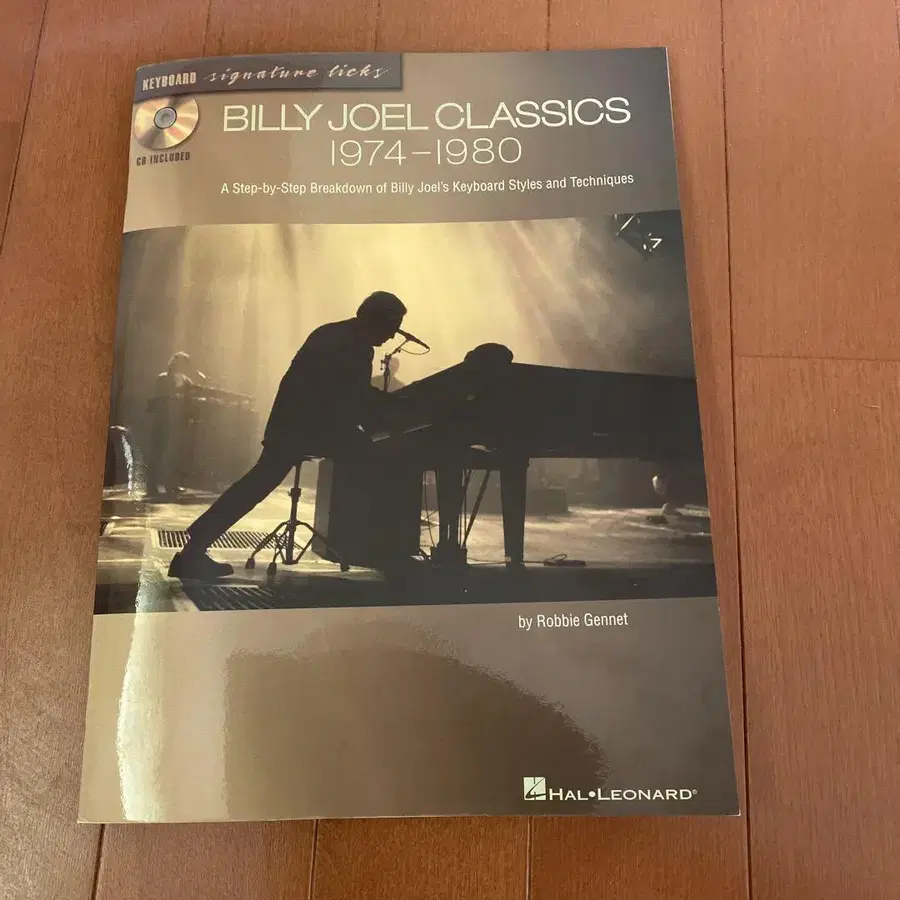 KEYBOARD signature licks
CD INCLUDED
BILLY JOEL CLASSICS
1974–1980
A Step-by-Step Breakdown of Billy Joel's Keyboard Styles and Techniques
by Robbie Gennet
HAL•LEONARD®